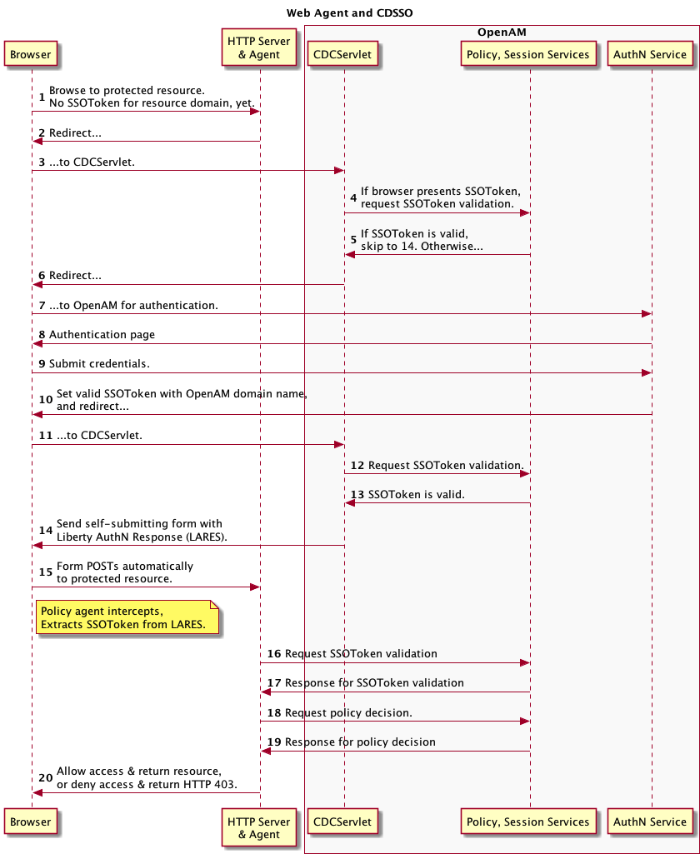 Web Agent and CDSSO
OpenAM
Browser
HTTP Server
& Agent
CDCServlet
Policy, Session Services
AuthN Service
1 Browse to protected resource.
No SSOToken for resource domain, yet.
2 Redirect...
3 ...to CDCServlet.
4 If browser presents SSOToken,
request SSOToken validation.
5 If SSOToken is valid,
skip to 14. Otherwise...
6 Redirect...
7 ...to OpenAM for authentication.
8 Authentication page
9 Submit credentials.
10 Set valid SSOToken with OpenAM domain name,
and redirect...
11 ...to CDCServlet.
12 Request SSOToken validation.
13 SSOToken is valid.
14 Send self-submitting form with
Liberty AuthN Response (LARES).
15 Form POSTs automatically
to protected resource.
Policy agent intercepts,
Extracts SSOToken from LARES.
16 Request SSOToken validation
17 Response for SSOToken validation
18 Request policy decision.
19 Response for policy decision
20 Allow access & return resource,
or deny access & return HTTP 403.
Browser
HTTP Server
& Agent
CDCServlet
Policy, Session Services
AuthN Service